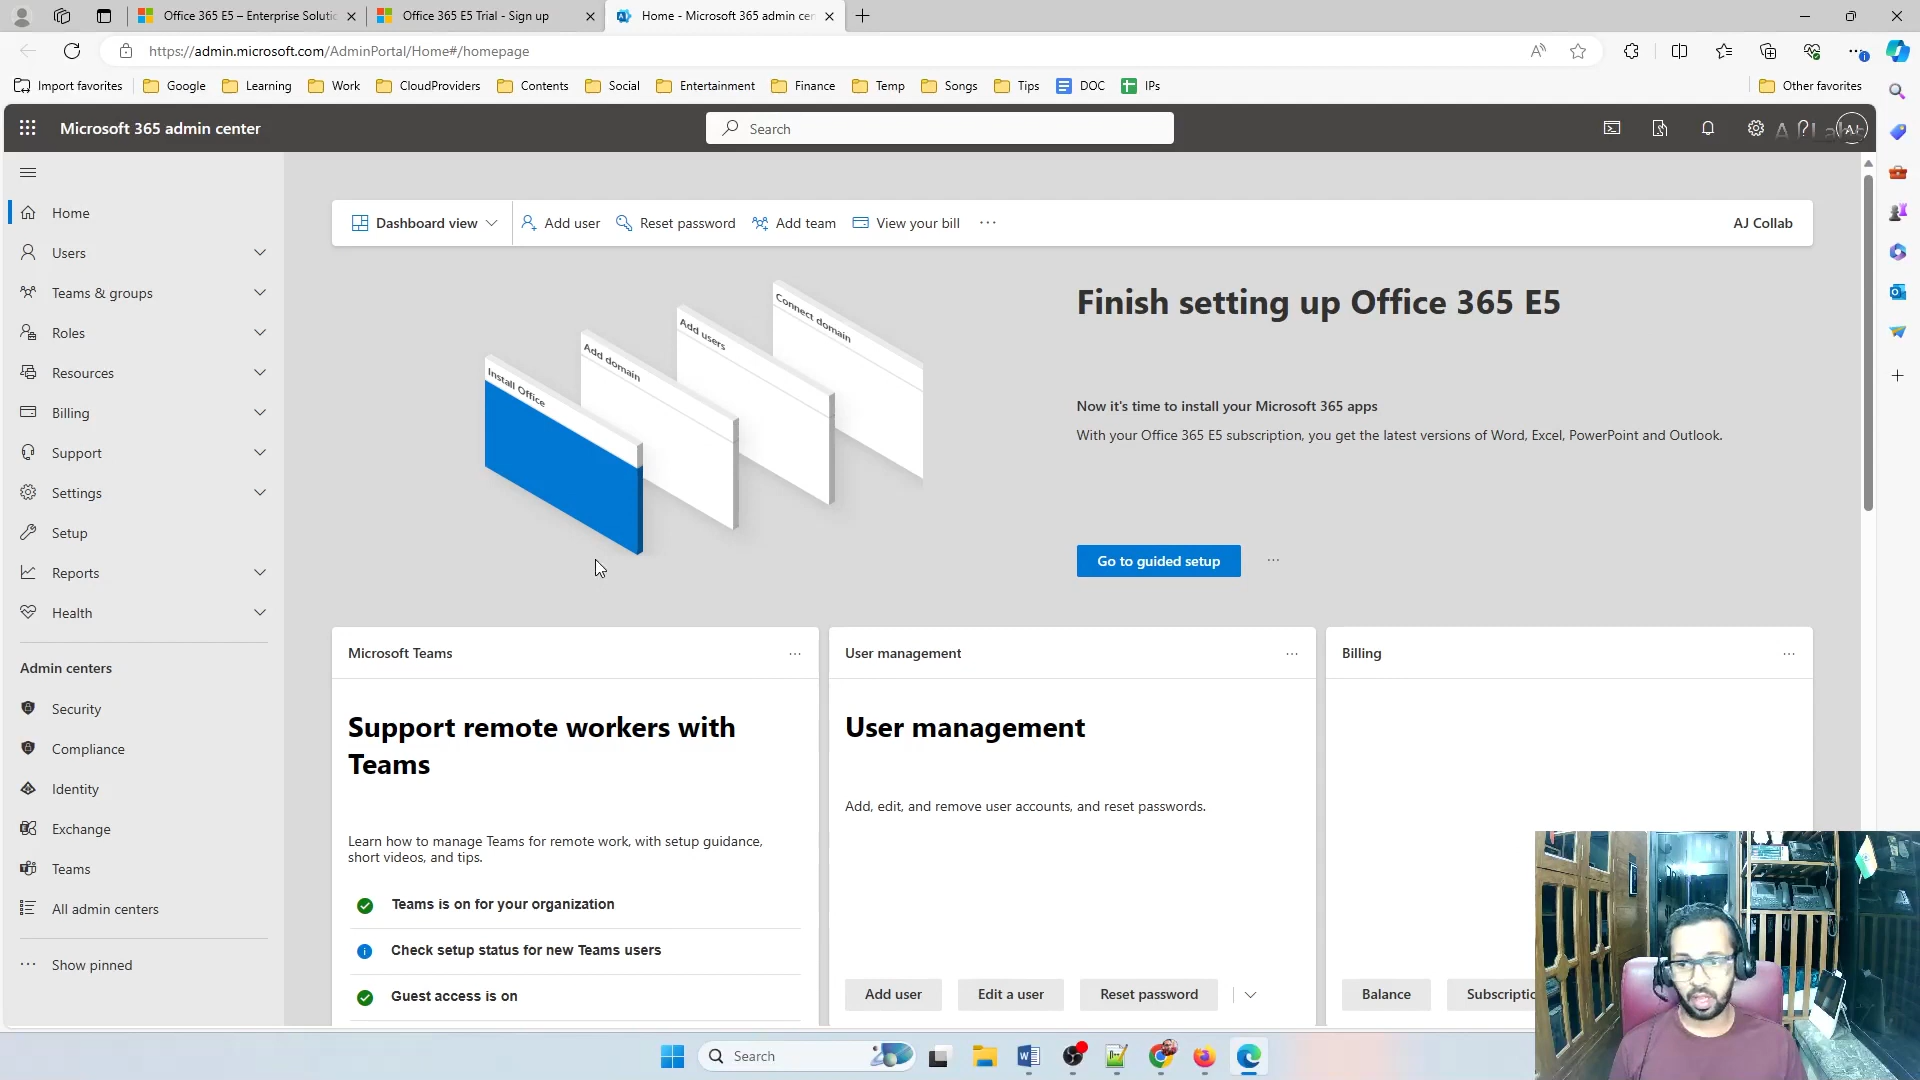 Office 365 E5 – Enterprise Solutic
Office 365 E5 Trial - Sign up
Home - Microsoft 365 admin cer
https://admin.microsoft.com/AdminPortal/Home#/homepage
Import favorites
Google
Learning
Work
CloudProviders
Contents
Social
Entertainment
Finance
Temp
Songs
Tips
DOC
IPs
Other favorites
Microsoft 365 admin center
Search
AJ
Home
Users
Teams & groups
Roles
Resources
Billing
Support
Settings
Setup
Reports
Health
Admin centers
Security
Compliance
Identity
Exchange
Teams
All admin centers
Show pinned
Dashboard view
Add user
Reset password
Add team
View your bill
AJ Collab
Install Office
Add domain
Add users
Connect domain
Finish setting up Office 365 E5
Now it's time to install your Microsoft 365 apps
With your Office 365 E5 subscription, you get the latest versions of Word, Excel, PowerPoint and Outlook.
Go to guided setup
Microsoft Teams
Support remote workers with
Teams
Learn how to manage Teams for remote work, with setup guidance,
short videos, and tips.
Teams is on for your organization
Check setup status for new Teams users
Guest access is on
User management
User management
Add, edit, and remove user accounts, and reset passwords.
Add user
Edit a user
Reset password
Billing
Balance
Subscriptic
Search